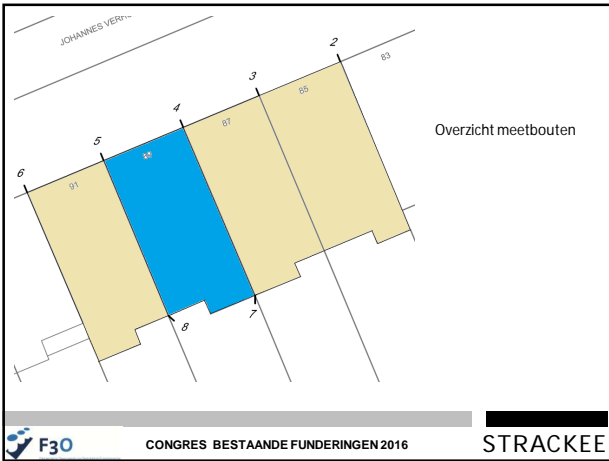 JOHANNES
2
83
3
85
4
87
5
6
91
Overzicht meetbouten
8
7
F3O
CONGRES BESTAANDE FUNDERINGEN 2016
STRACKEE